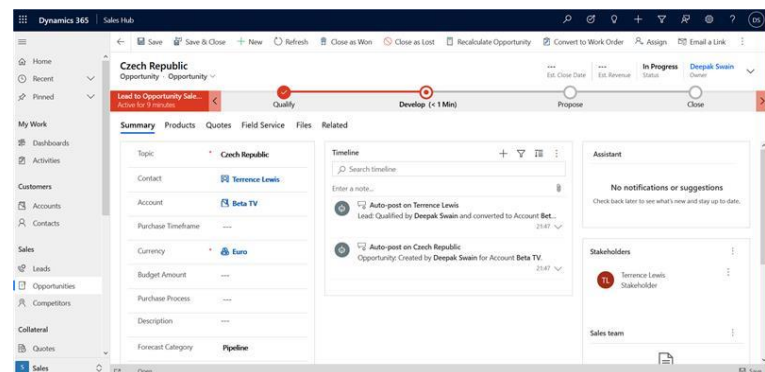 Dynamics 365 Sales Hub DS
Save Save & Close + New Refresh Close as Won Close as Lost Recalculate Opportunity Convert to Work Order Assign Email a Link
Home
Recent
Pinned
My Work
Dashboards
Activities
Customers
Accounts
Contacts
Sales
Leads
Opportunities
Competitors
Collateral
Quotes
S Sales
Czech Republic
Opportunity · Opportunity
---
Est. Close Date
---
Est. Revenue
In Progress
Status
Deepak Swain
Owner
Lead to Opportunity Sale...
Active for 9 minutes
Qualify
Develop (< 1 Min)
Propose
Close
Summary Products Quotes Field Service Files Related
Topic * Czech Republic
Contact Terrence Lewis
Account Beta TV
Purchase Timeframe ---
Currency * Euro
Budget Amount ---
Purchase Process ---
Description ---
Forecast Category Pipeline
Timeline
Search timeline
Enter a note...
Auto-post on Terrence Lewis
Lead: Qualified by Deepak Swain and converted to Account Bet...
21:47
Auto-post on Czech Republic
Opportunity: Created by Deepak Swain for Account Beta TV.
21:47
Assistant
No notifications or suggestions
Check back later to see what's new and stay up to date.
Stakeholders
TL Terrence Lewis
Stakeholder
Sales team
Open
Save